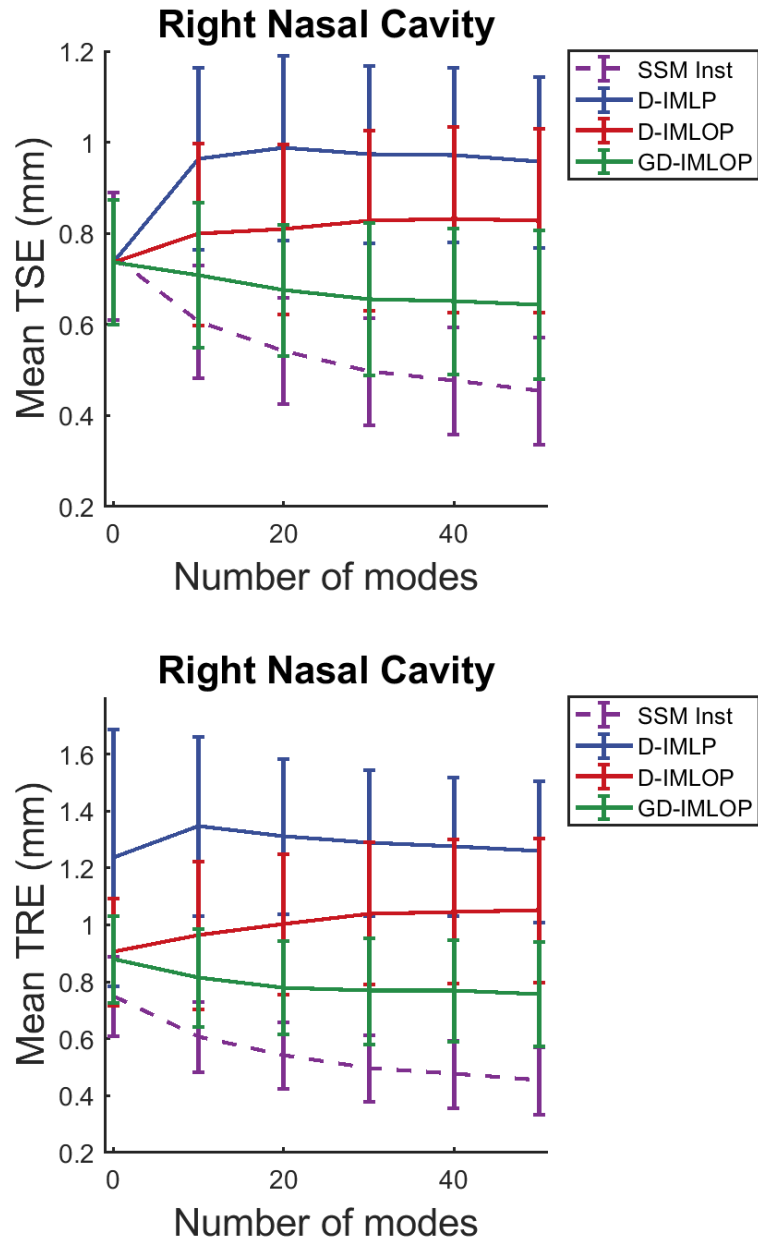 Right Nasal Cavity
1.2
1
0.8
0.6
0.4
0.2
Mean TSE (mm)
0
20
40
Number of modes
SSM Inst
D-IMLP
D-IMLOP
GD-IMLOP
Right Nasal Cavity
1.6
1.4
1.2
1
0.8
0.6
0.4
0.2
Mean TRE (mm)
0
20
40
Number of modes
SSM Inst
D-IMLP
D-IMLOP
GD-IMLOP